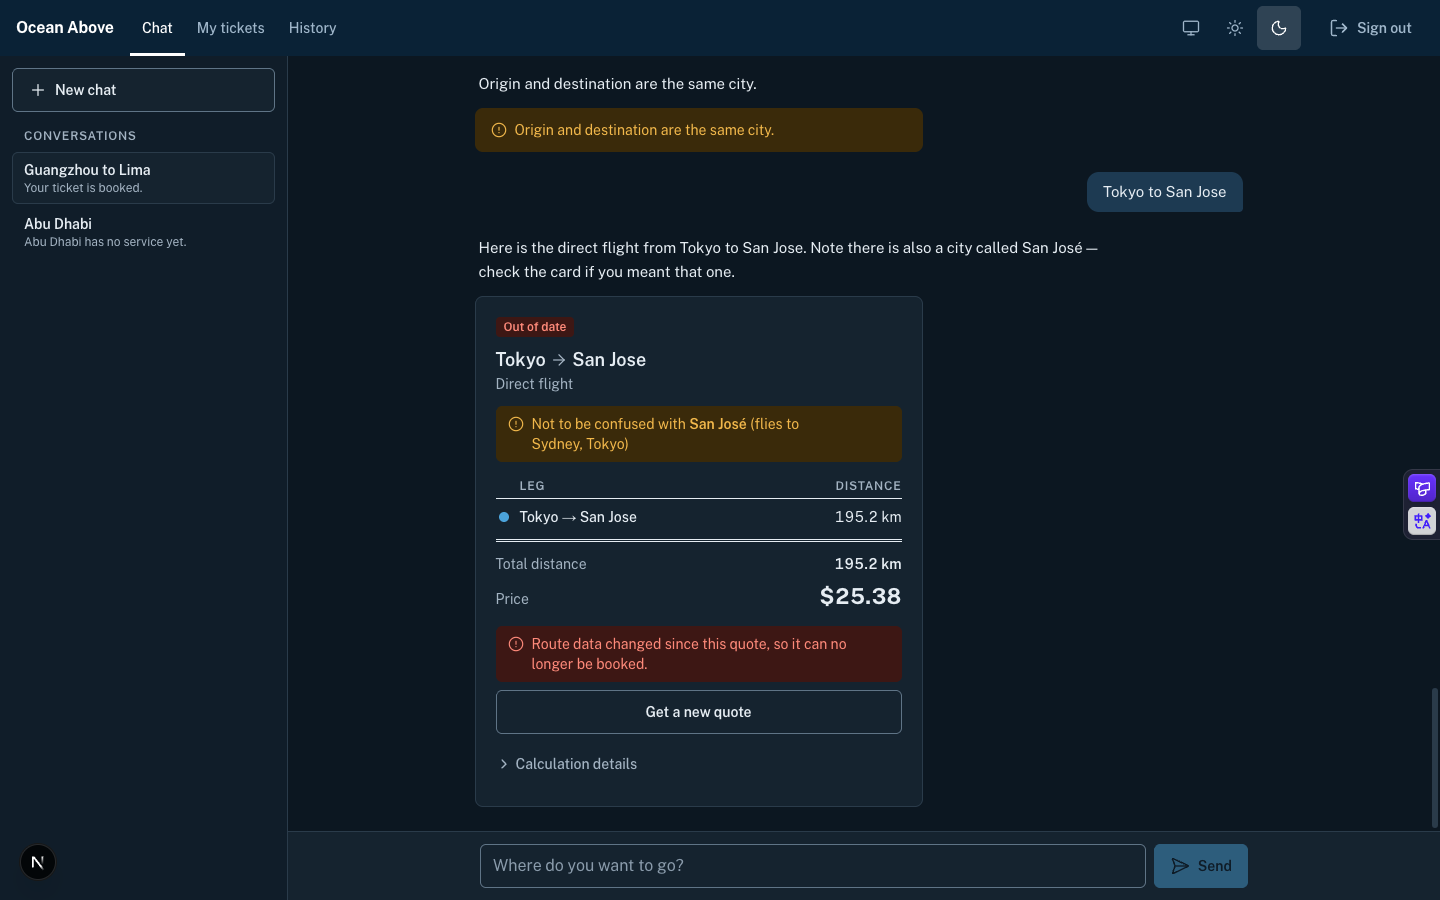 Ocean Above
Chat
My tickets
History
Sign out
New chat
CONVERSATIONS
Guangzhou to Lima
Your ticket is booked.
Abu Dhabi
Abu Dhabi has no service yet.
Origin and destination are the same city.
Origin and destination are the same city.
Tokyo to San Jose
Here is the direct flight from Tokyo to San Jose. Note there is also a city called San José —
check the card if you meant that one.
Out of date
Tokyo → San Jose
Direct flight
Not to be confused with San José (flies to
Sydney, Tokyo)
LEG DISTANCE
Tokyo → San Jose 195.2 km
Total distance 195.2 km
Price $25.38
Route data changed since this quote, so it can no
longer be booked.
Get a new quote
Calculation details
Where do you want to go?
Send